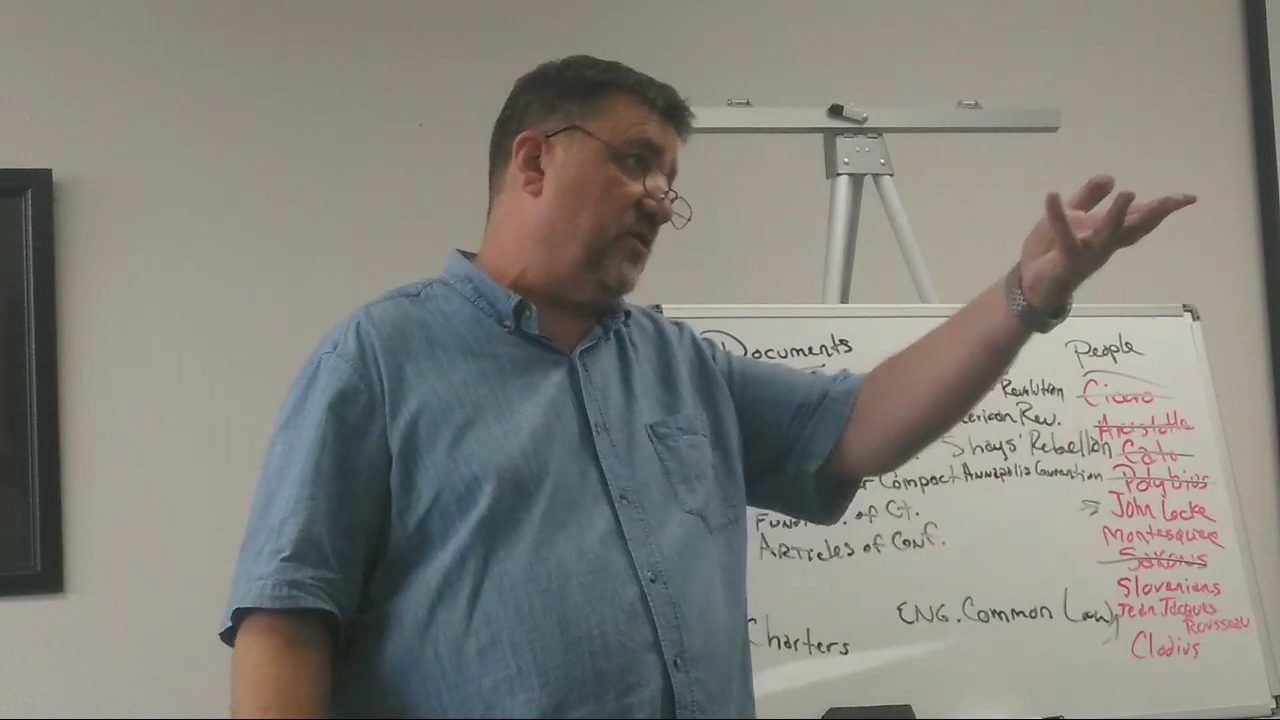 Documents
Revolution
erican Rev.
Shays' Rebellion
r Compact Annapolis Convention
of Ct.
Articles of Conf.
ENG. Common Law
Charters
People
Cicero
Aristotle
Cato
Polybius
John Locke
Montesquieu
Saxons
Slovenians
Jean Jacques
Rousseau
Clodius